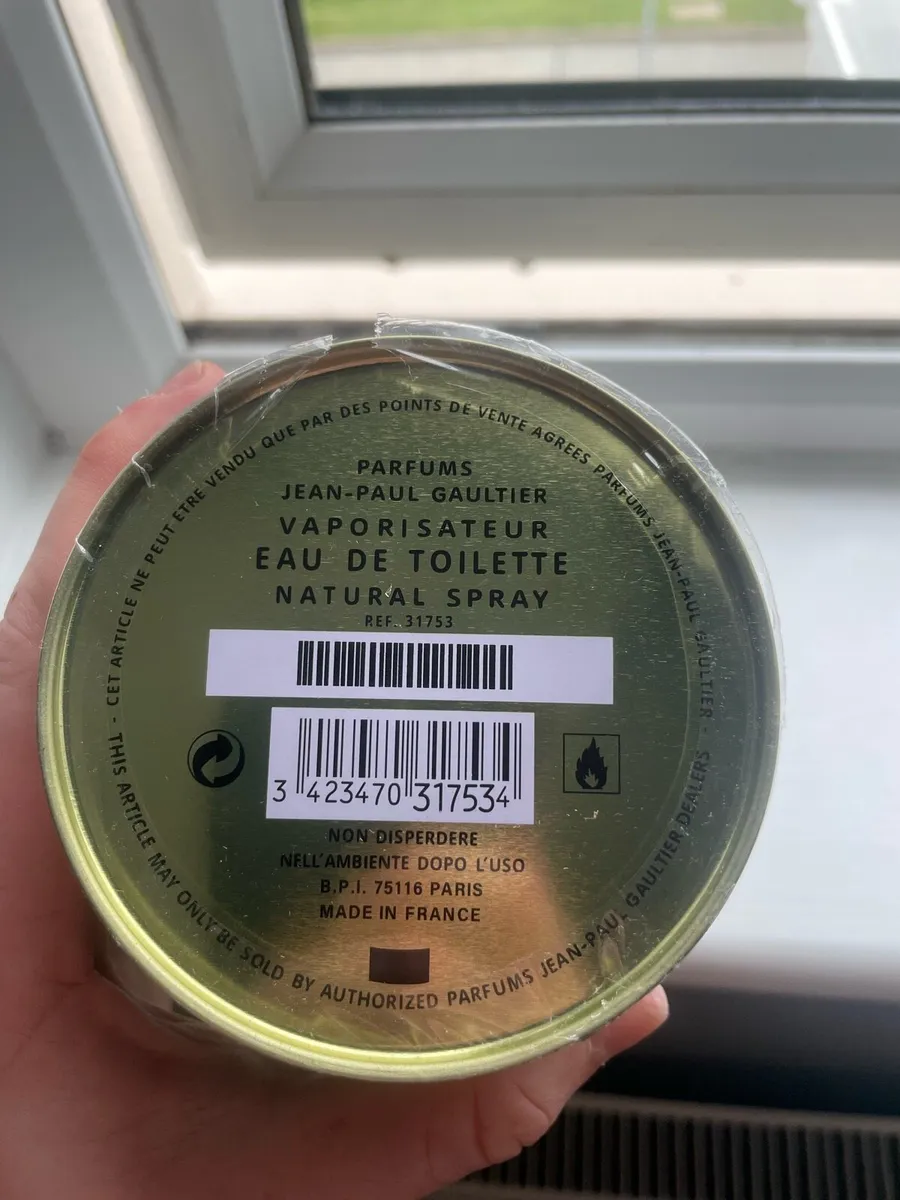 CET ARTICLE NE PEUT ETRE VENDU QUE PAR DES POINTS DE VENTE AGREES PARFUMS JEAN-PAUL GAULTIER -
THIS ARTICLE MAY ONLY BE SOLD BY AUTHORIZED PARFUMS JEAN-PAUL GAULTIER DEALERS -
PARFUMS
JEAN-PAUL GAULTIER
VAPORISATEUR
EAU DE TOILETTE
NATURAL SPRAY
REF. 31753
3 423470 317534
NON DISPERDERE
NELL'AMBIENTE DOPO L'USO
B.P.I. 75116 PARIS
MADE IN FRANCE